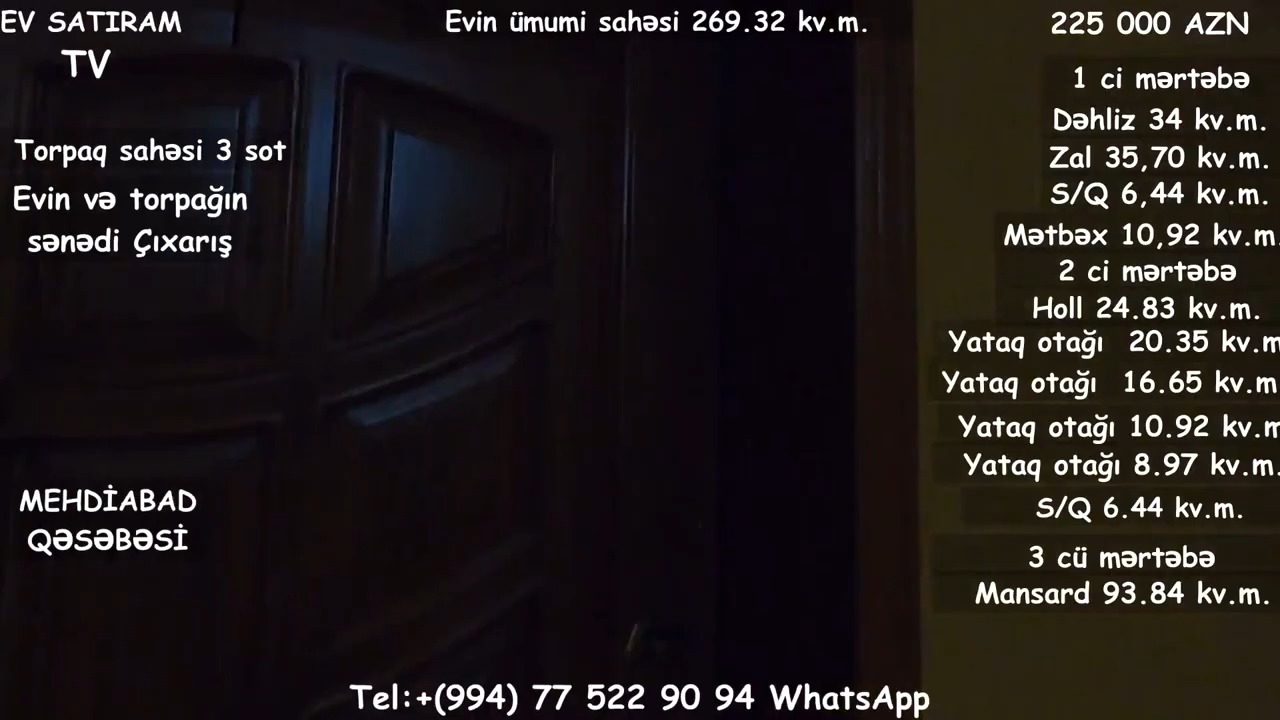 EV SATIRAM
TV
Evin ümumi sahəsi 269.32 kv.m.
225 000 AZN
Torpaq sahəsi 3 sot
Evin və torpağın
sənədi Çıxarış
MEHDİABAD
QƏSƏBƏSİ
1 ci mərtəbə
Dəhliz 34 kv.m.
Zal 35,70 kv.m.
S/Q 6,44 kv.m.
Mətbəx 10,92 kv.m.
2 ci mərtəbə
Holl 24.83 kv.m.
Yataq otağı 20.35 kv.m
Yataq otağı 16.65 kv.m
Yataq otağı 10.92 kv.m
Yataq otağı 8.97 kv.m.
S/Q 6.44 kv.m.
3 cü mərtəbə
Mansard 93.84 kv.m.
Tel:+(994) 77 522 90 94 WhatsApp